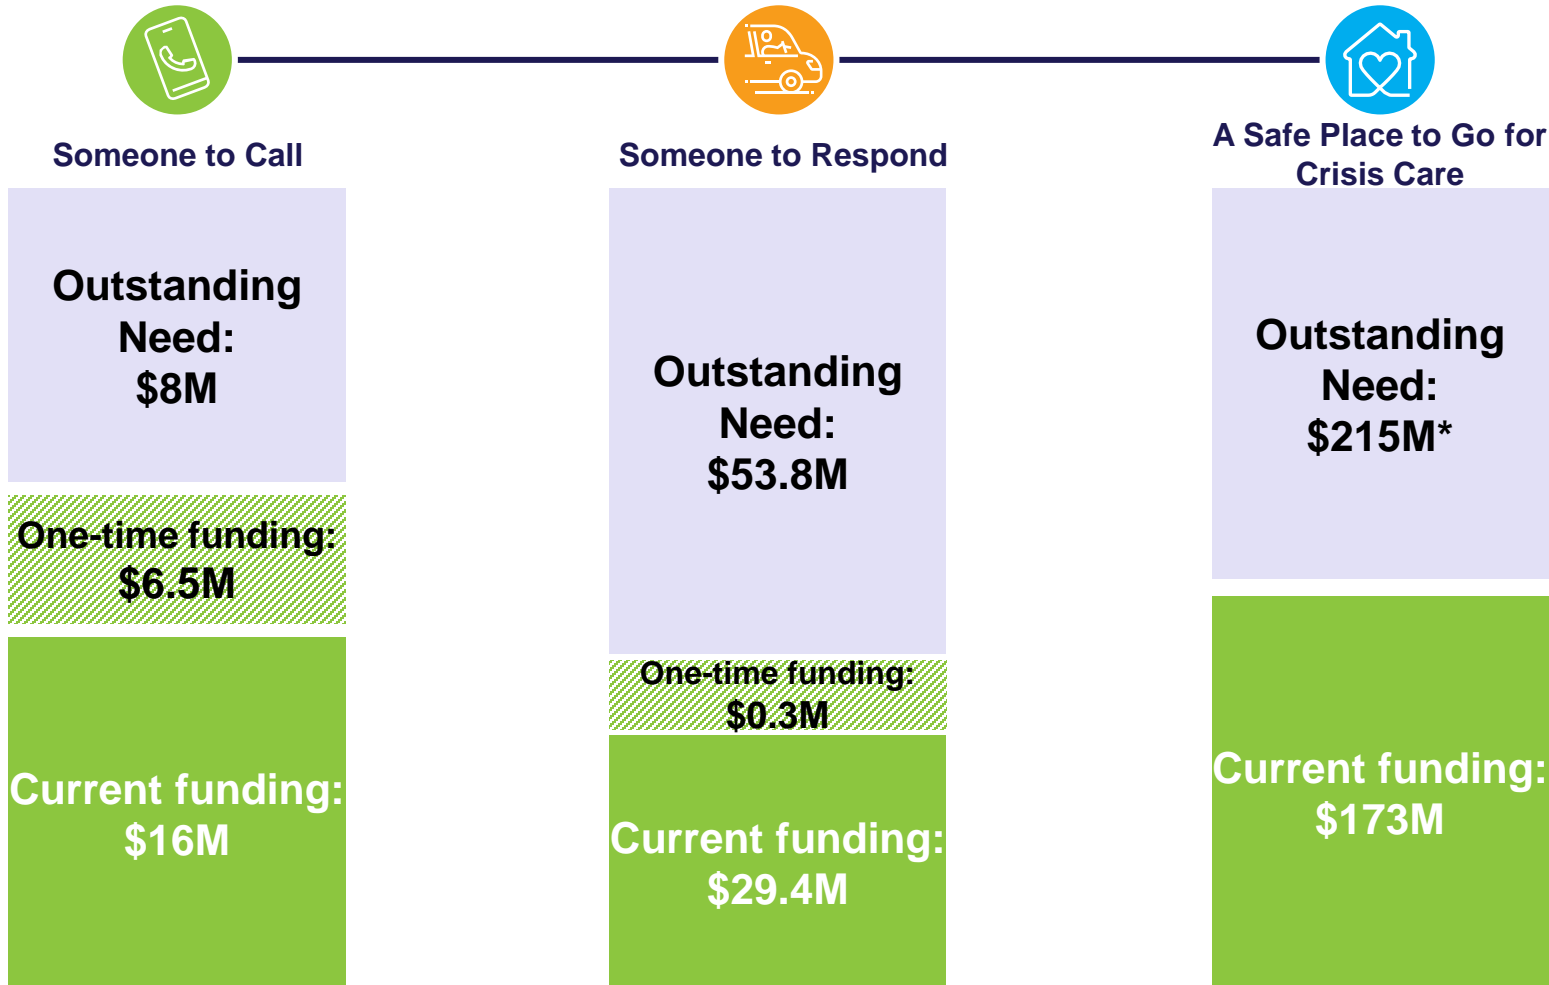 Someone to Call
Outstanding
Need:
$8M
One-time funding:
$6.5M
Current funding:
$16M
Someone to Respond
Outstanding
Need:
$53.8M
One-time funding:
$0.3M
Current funding:
$29.4M
A Safe Place to Go for
Crisis Care
Outstanding
Need:
$215M*
Current funding:
$173M